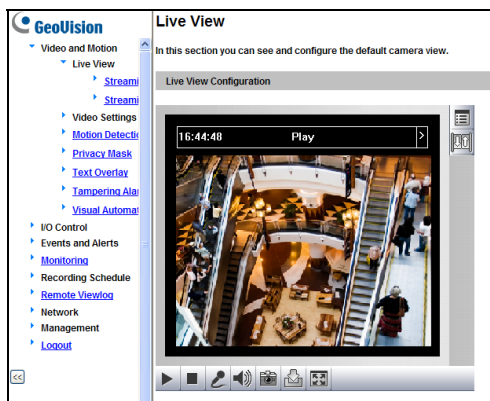 GeoVision
Video and Motion
Live View
Streami
Streami
Video Settings
Motion Detectio
Privacy Mask
Text Overlay
Tampering Alar
Visual Automat
I/O Control
Events and Alerts
Monitoring
Recording Schedule
Remote Viewlog
Network
Management
Logout
<<
Live View
In this section you can see and configure the default camera view.
Live View Configuration
16:44:48 Play >